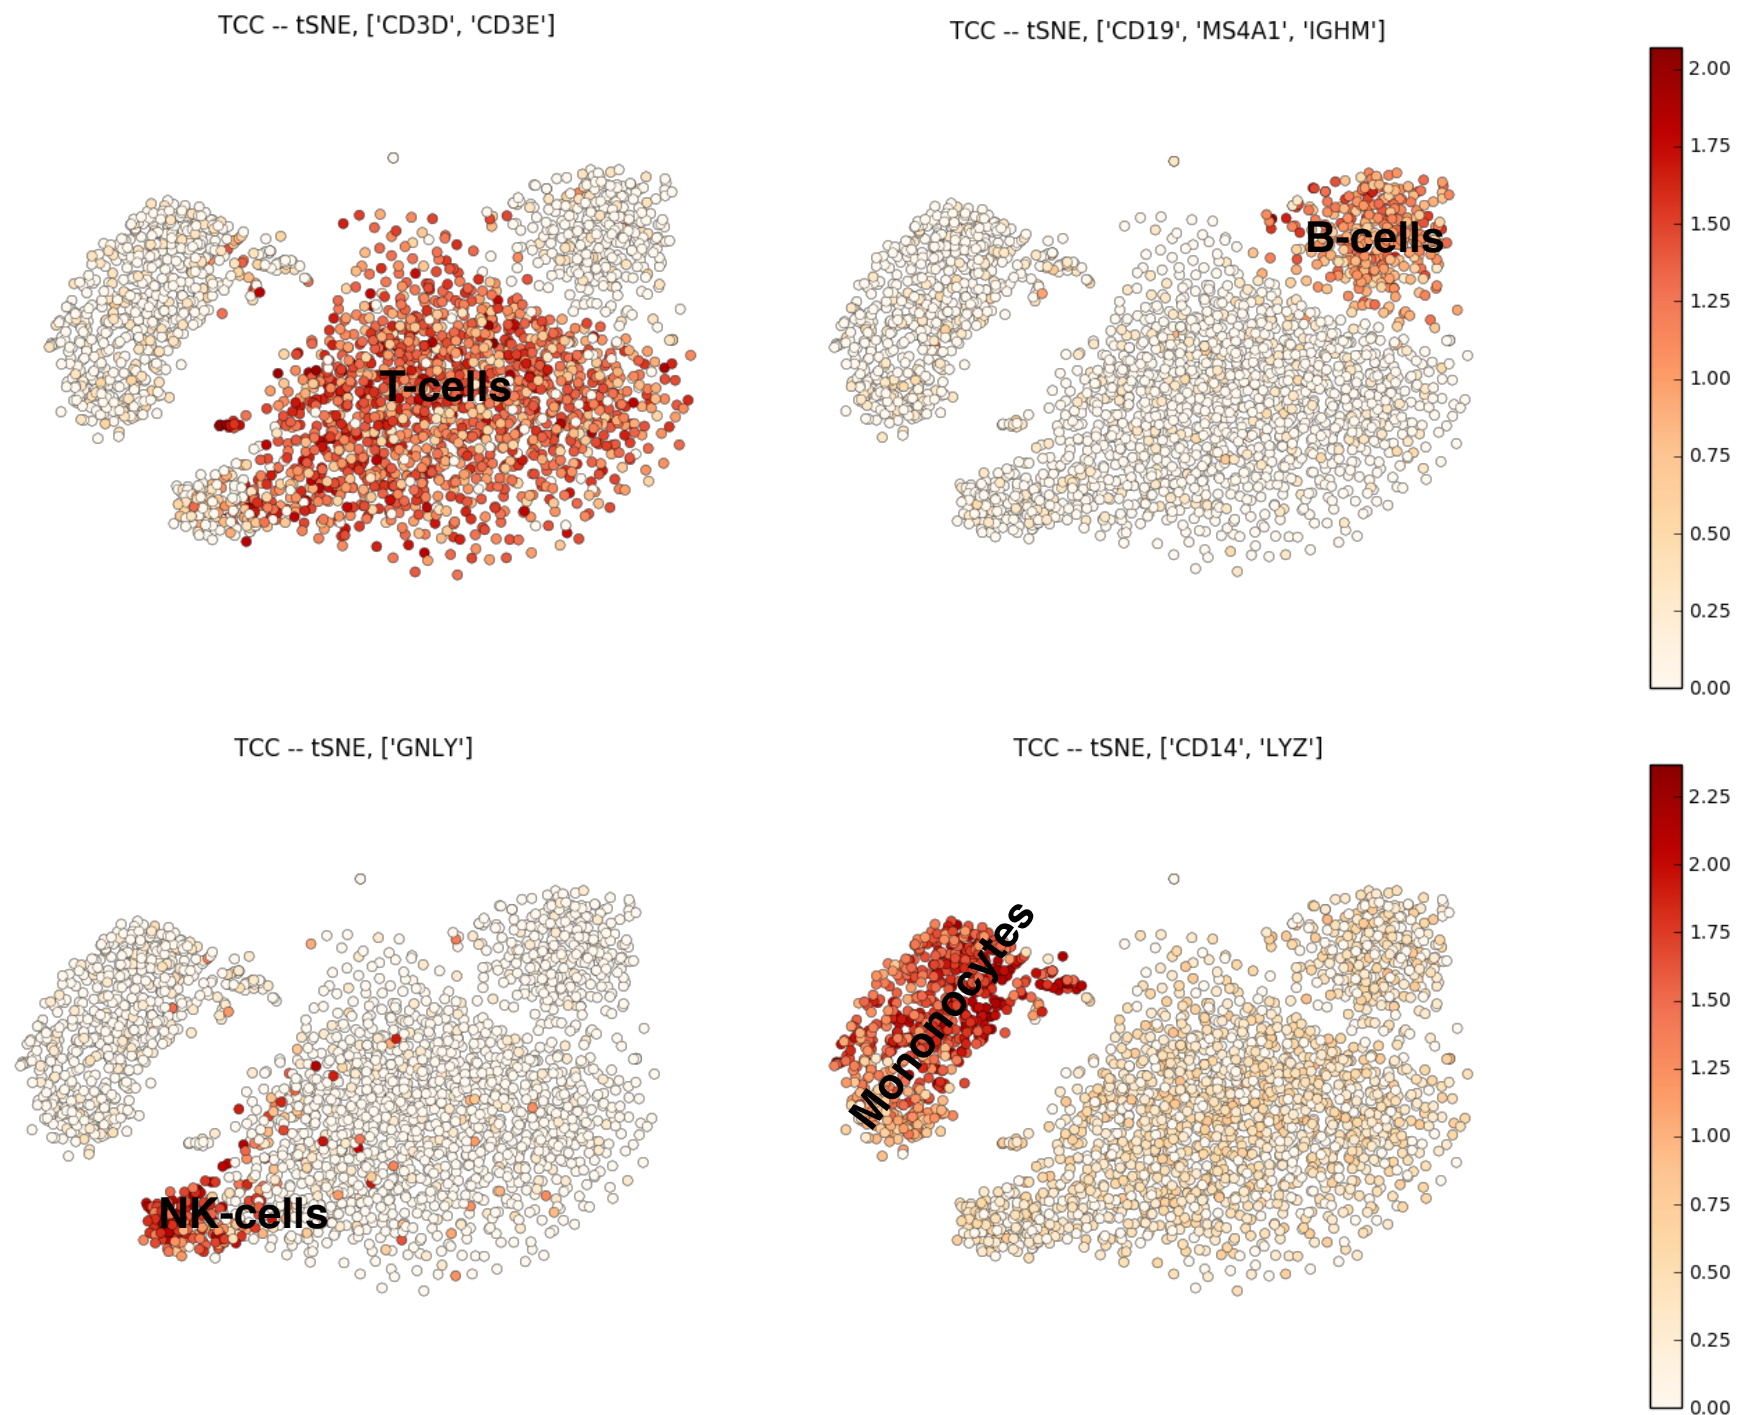 TCC -- tSNE, ['CD3D', 'CD3E']
TCC -- tSNE, ['CD19', 'MS4A1', 'IGHM']
T-cells
B-cells
2.00
1.75
1.50
1.25
1.00
0.75
0.50
0.25
0.00
TCC -- tSNE, ['GNLY']
TCC -- tSNE, ['CD14', 'LYZ']
NK-cells
Mononocytes
2.25
2.00
1.75
1.50
1.25
1.00
0.75
0.50
0.25
0.00